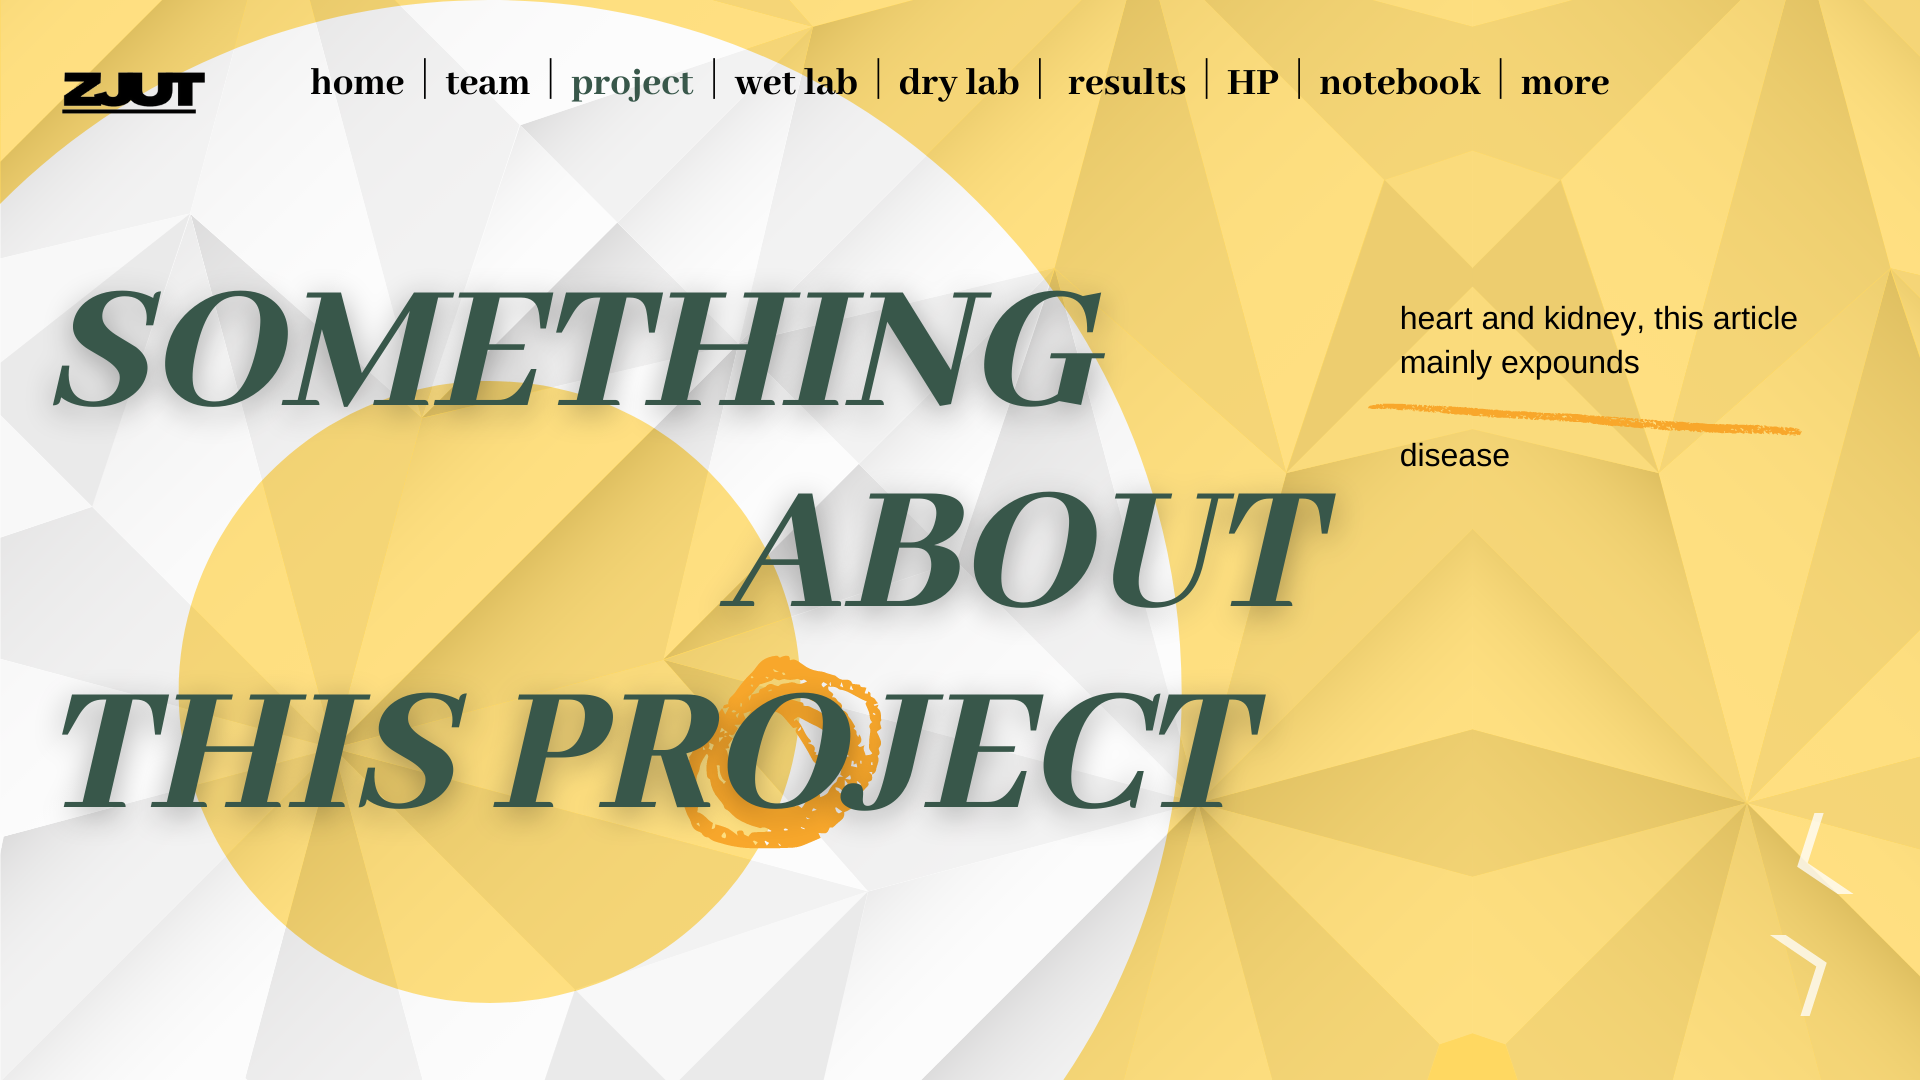 ZJUT
home team project wet lab dry lab results HP notebook more
SOMETHING
ABOUT
THIS PROJECT
heart and kidney, this article
mainly expounds
disease